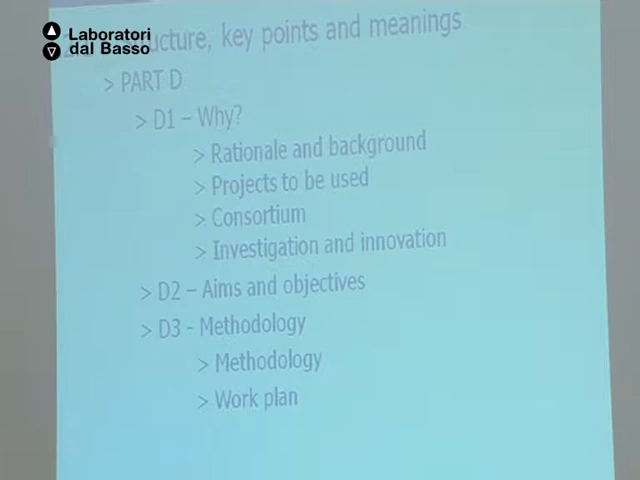 Laboratori
dal Basso
ucture, key points and meanings
> PART D
> D1 – Why?
> Rationale and background
> Projects to be used
> Consortium
> Investigation and innovation
> D2 – Aims and objectives
> D3 - Methodology
> Methodology
> Work plan